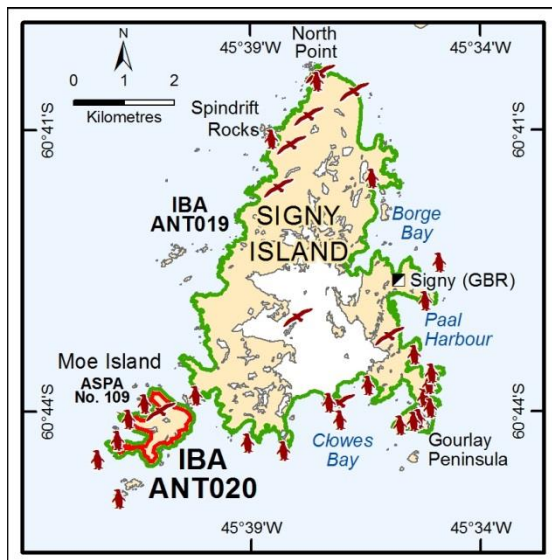 45°39'W
45°34'W
N
North
Point
0 1 2
Kilometres
60°41'S
60°41'S
Spindrift
Rocks
IBA
ANT019
SIGNY
ISLAND
Borge
Bay
Signy (GBR)
Paal
Harbour
Moe Island
ASPA
No. 109
60°44'S
60°44'S
IBA
ANT020
Clowes
Bay
Gourlay
Peninsula
45°39'W
45°34'W